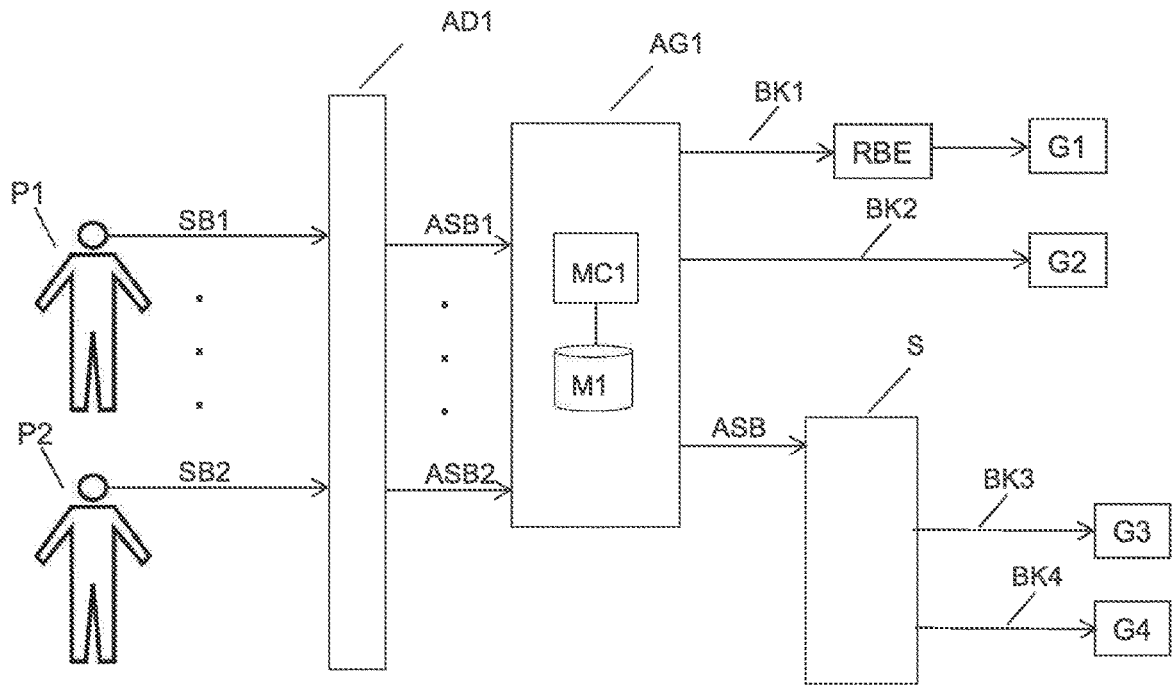 AD1
AG1
BK1
RBE
G1
P1
SB1
ASB1
BK2
G2
MC1
M1
S
P2
SB2
ASB2
ASB
BK3
G3
BK4
G4